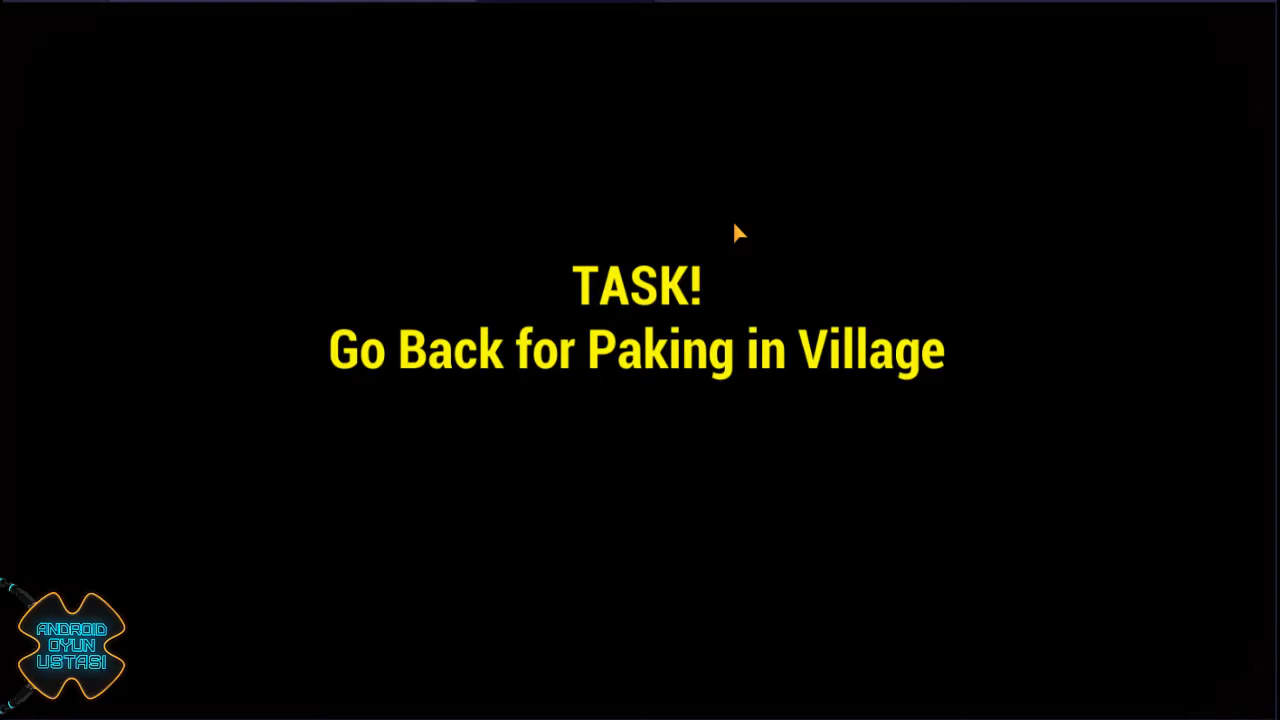 TASK!
Go Back for Paking in Village
ANDROID
OYUN
USTASI